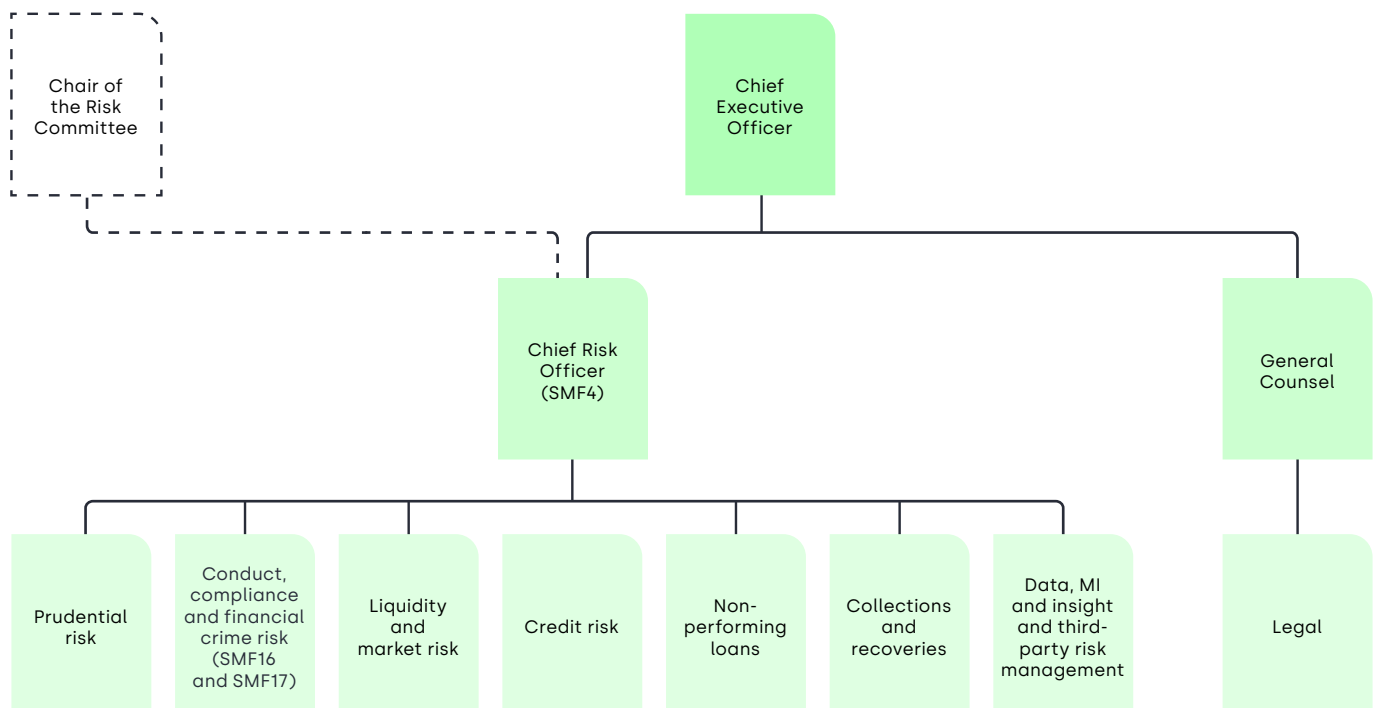 Chair of
the Risk
Committee
Chief
Executive
Officer
Chief Risk
Officer
(SMF4)
General
Counsel
Prudential
risk
Conduct,
compliance
and financial
crime risk
(SMF16
and SMF17)
Liquidity
and
market risk
Credit risk
Non-
performing
loans
Collections
and
recoveries
Data, MI
and insight
and third-
party risk
management
Legal